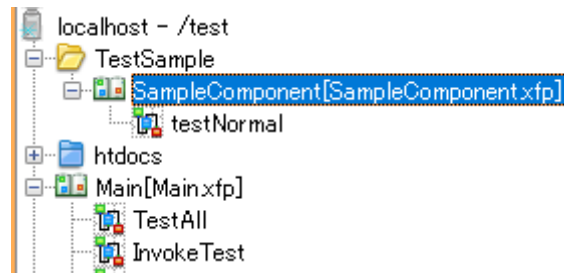 localhost - /test
TestSample
SampleComponent[SampleComponent.xfp]
testNormal
htdocs
Main[Main.xfp]
TestAll
InvokeTest